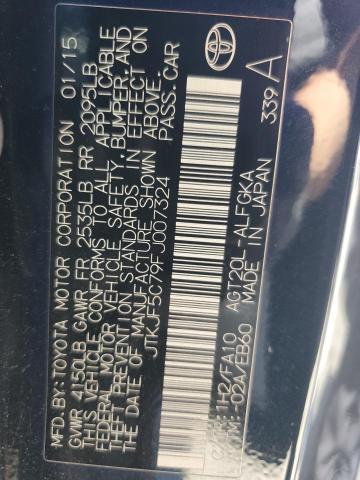 MFD.BY:TOYOTA MOTOR CORPORATION 01/15
GVWR 4150LB GAWR FR 2535LB RR 2095LB
THIS VEHICLE CONFORMS TO ALL APPLICABLE
FEDERAL MOTOR VEHICLE SAFETY, BUMPER, AND
THEFT PREVENTION STANDARDS IN EFFECT ON
THE DATE OF MANUFACTURE SHOWN ABOVE.
JTKJF5C79FJ007324 PASS.CAR
1H2/FA10 AGT20L-ALFGKA
-02A/EB60 MADE IN JAPAN 339 A
TOYOTA